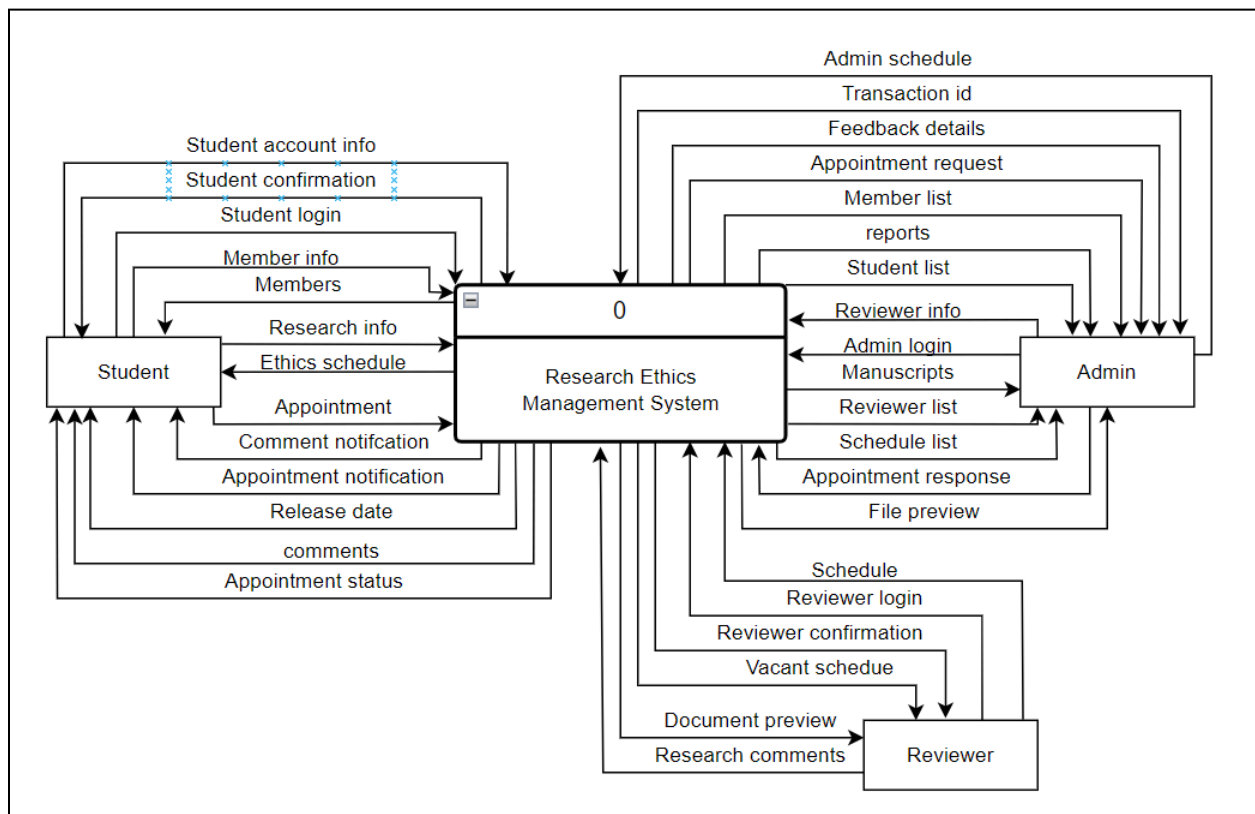 Admin schedule
Transaction id
Feedback details
Appointment request
Member list
reports
Student list
Reviewer info
Admin login
Manuscripts
Reviewer list
Schedule list
Appointment response
File preview
Admin
Student account info
Student confirmation
Student login
Member info
Members
Research info
Ethics schedule
Appointment
Comment notifcation
Appointment notification
Release date
comments
Appointment status
Student
0
Research Ethics
Management System
Schedule
Reviewer login
Reviewer confirmation
Vacant schedue
Document preview
Research comments
Reviewer